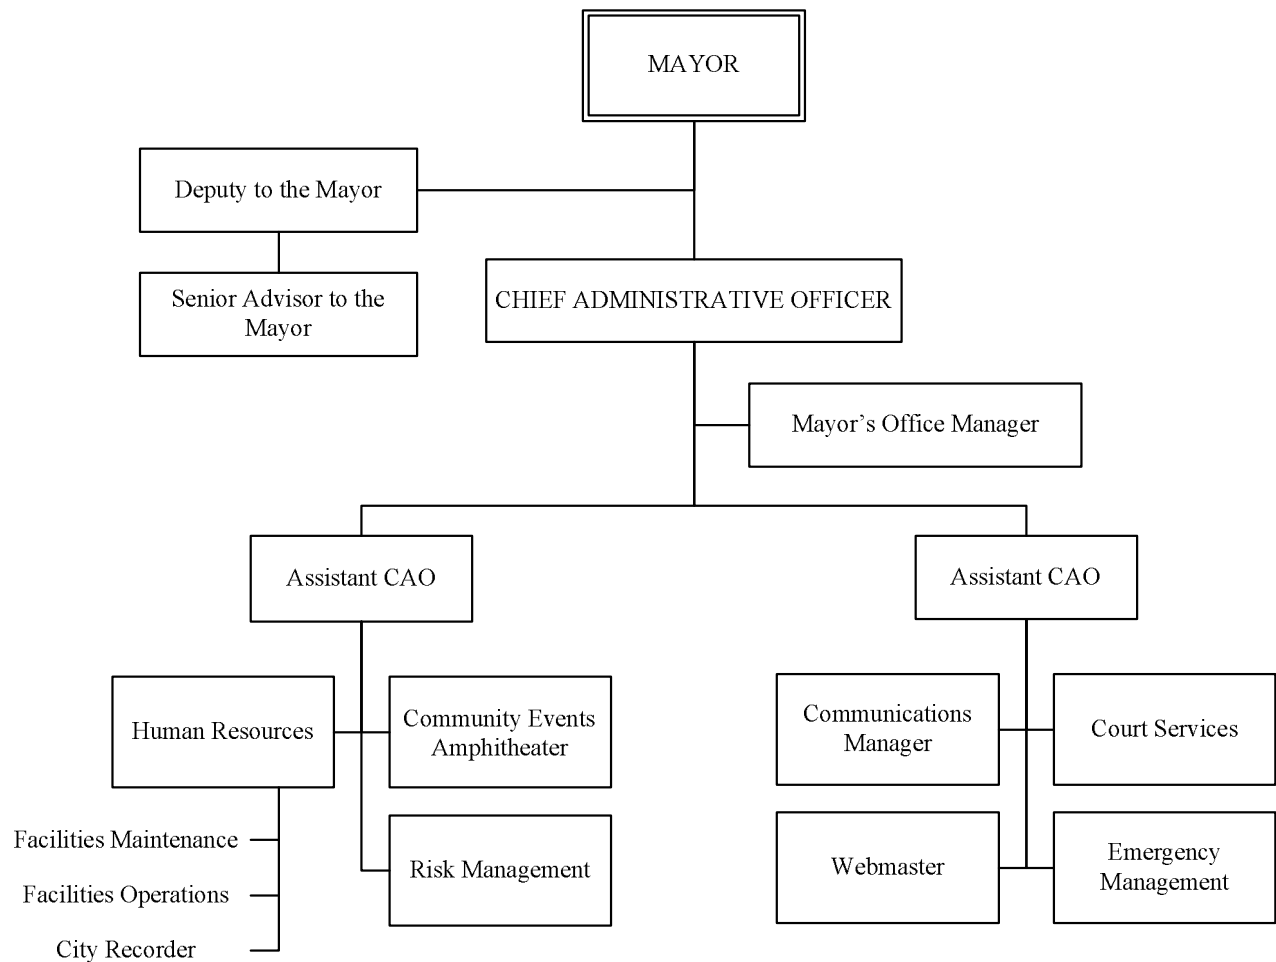 MAYOR
Deputy to the Mayor
Senior Advisor to the
Mayor
CHIEF ADMINISTRATIVE OFFICER
Mayor’s Office Manager
Assistant CAO
Assistant CAO
Human Resources
Community Events
Amphitheater
Communications
Manager
Court Services
Facilities Maintenance
Facilities Operations
City Recorder
Risk Management
Webmaster
Emergency
Management